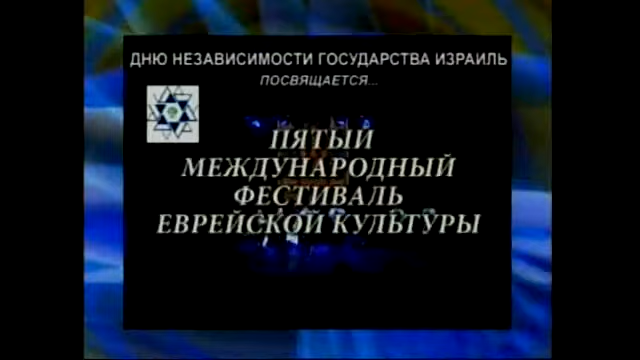 ДНЮ НЕЗАВИСИМОСТИ ГОСУДАРСТВА ИЗРАИЛЬ
ПОСВЯЩАЕТСЯ...
ПЯТЫЙ
МЕЖДУНАРОДНЫЙ
ФЕСТИВАЛЬ
ЕВРЕЙСКОЙ КУЛЬТУРЫ